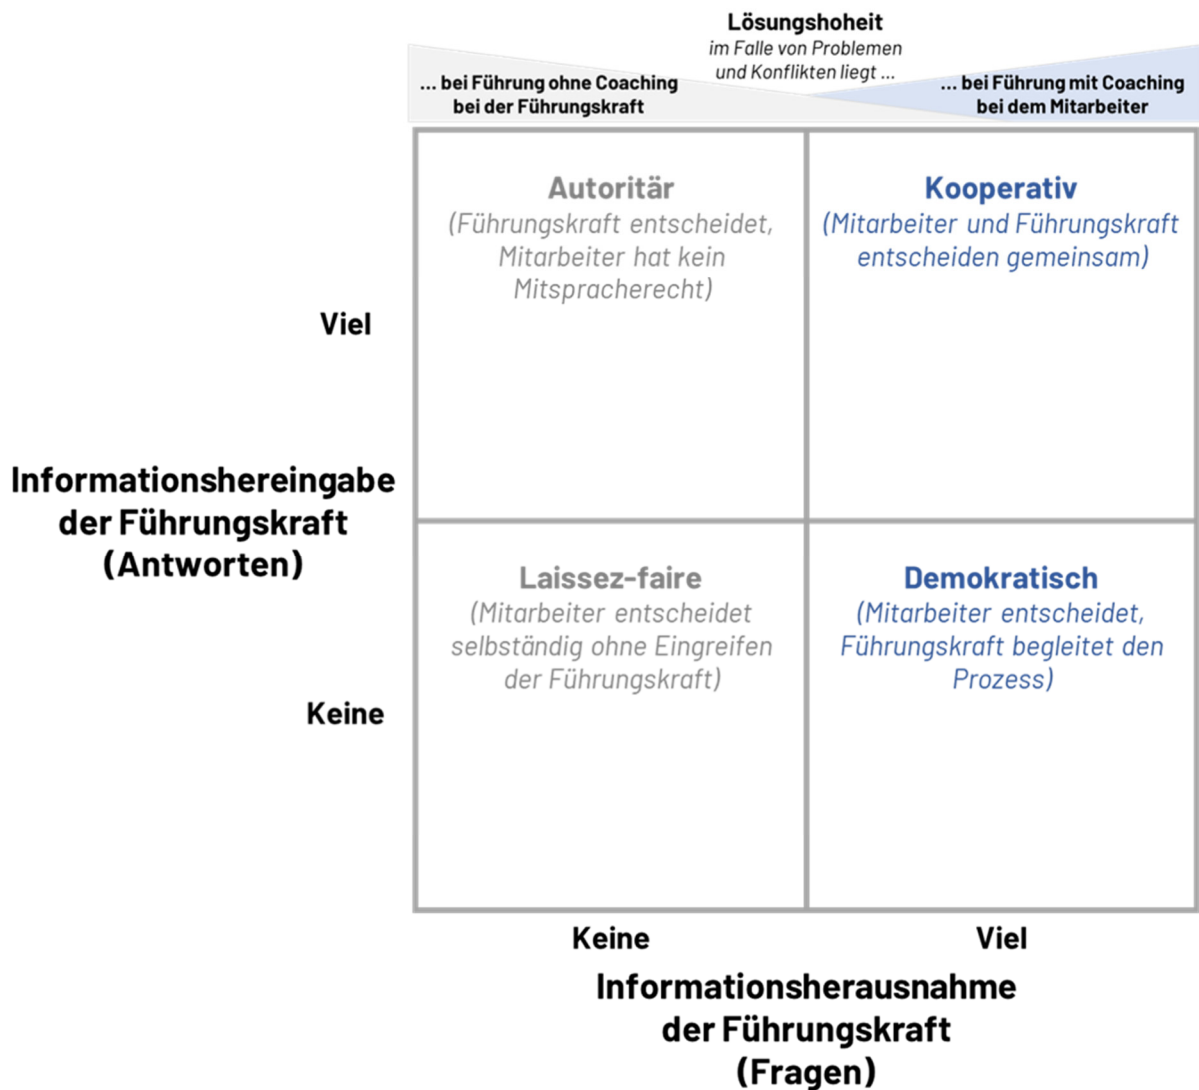 Lösungshoheit
im Falle von Problemen
und Konflikten liegt ...
... bei Führung ohne Coaching
bei der Führungskraft
... bei Führung mit Coaching
bei dem Mitarbeiter
Autoritär
(Führungskraft entscheidet,
Mitarbeiter hat kein
Mitspracherecht)
Kooperativ
(Mitarbeiter und Führungskraft
entscheiden gemeinsam)
Viel
Informationshereingabe
der Führungskraft
(Antworten)
Laissez-faire
(Mitarbeiter entscheidet
selbständig ohne Eingreifen
der Führungskraft)
Demokratisch
(Mitarbeiter entscheidet,
Führungskraft begleitet den
Prozess)
Keine
Keine
Viel
Informationsherausnahme
der Führungskraft
(Fragen)